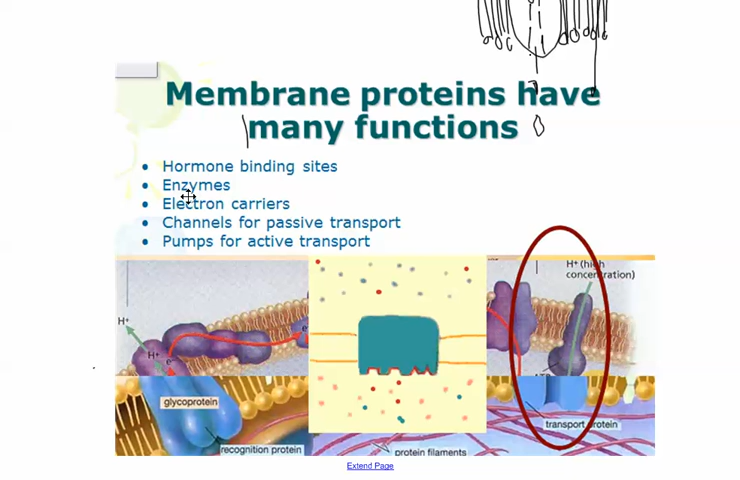 Membrane proteins have
many functions
• Hormone binding sites
• Enzymes
• Electron carriers
• Channels for passive transport
• Pumps for active transport
H+ (high
concentration)
H+
H+
e-
glycoprotein
transport protein
recognition protein
protein filaments
Extend Page